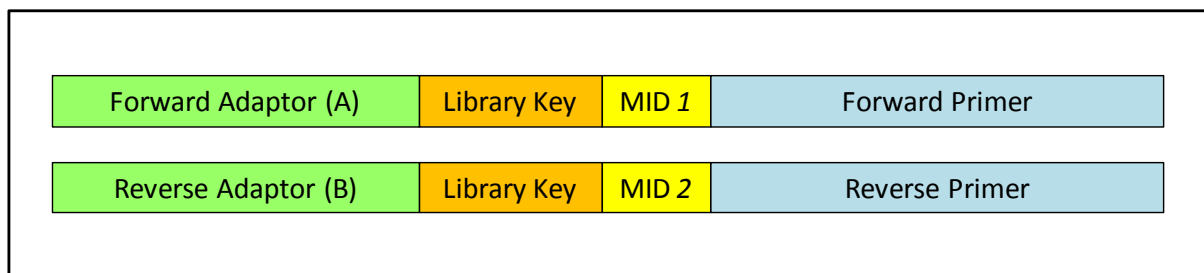 Forward Adaptor (A) Library Key MID 1 Forward Primer
Reverse Adaptor (B) Library Key MID 2 Reverse Primer